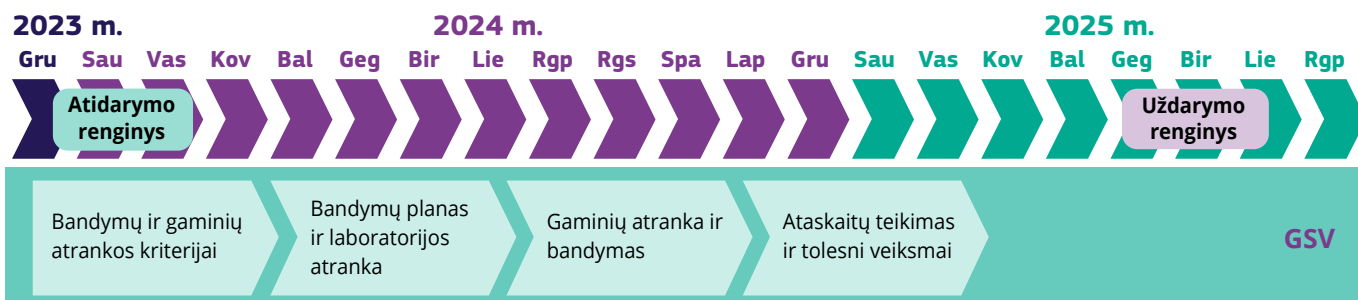 2023 m.
2024 m.
2025 m.
Gru Sau Vas Kov Bal Geg Bir Lie Rgp Rgs Spa Lap Gru Sau Vas Kov Bal Geg Bir Lie Rgp
Atidarymo
renginys
Uždarymo
renginys
Bandymų ir gaminių
atrankos kriterijai
Bandymų planas
ir laboratorijos
atranka
Gaminių atranka ir
bandymas
Ataskaitų teikimas
ir tolesni veiksmai
GSV